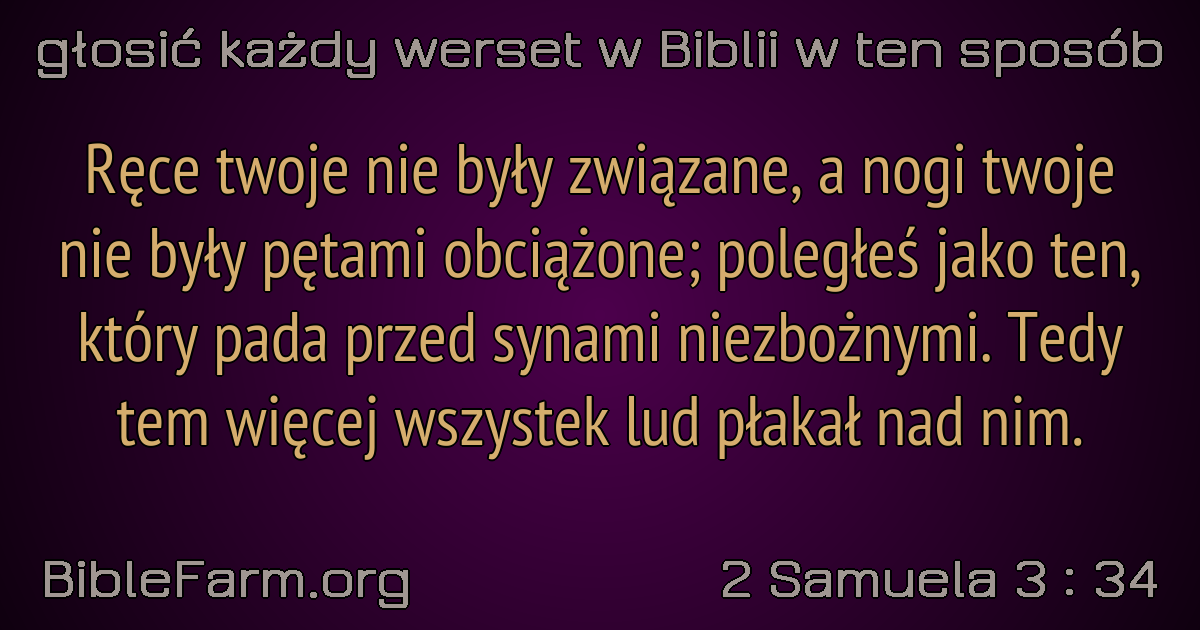 głosić każdy werset w Biblii w ten sposób
Ręce twoje nie były związane, a nogi twoje
nie były pętami obciążone; poległeś jako ten,
który pada przed synami niezbożnymi. Tedy
tem więcej wszystek lud płakał nad nim.
BibleFarm.org
2 Samuela 3 : 34